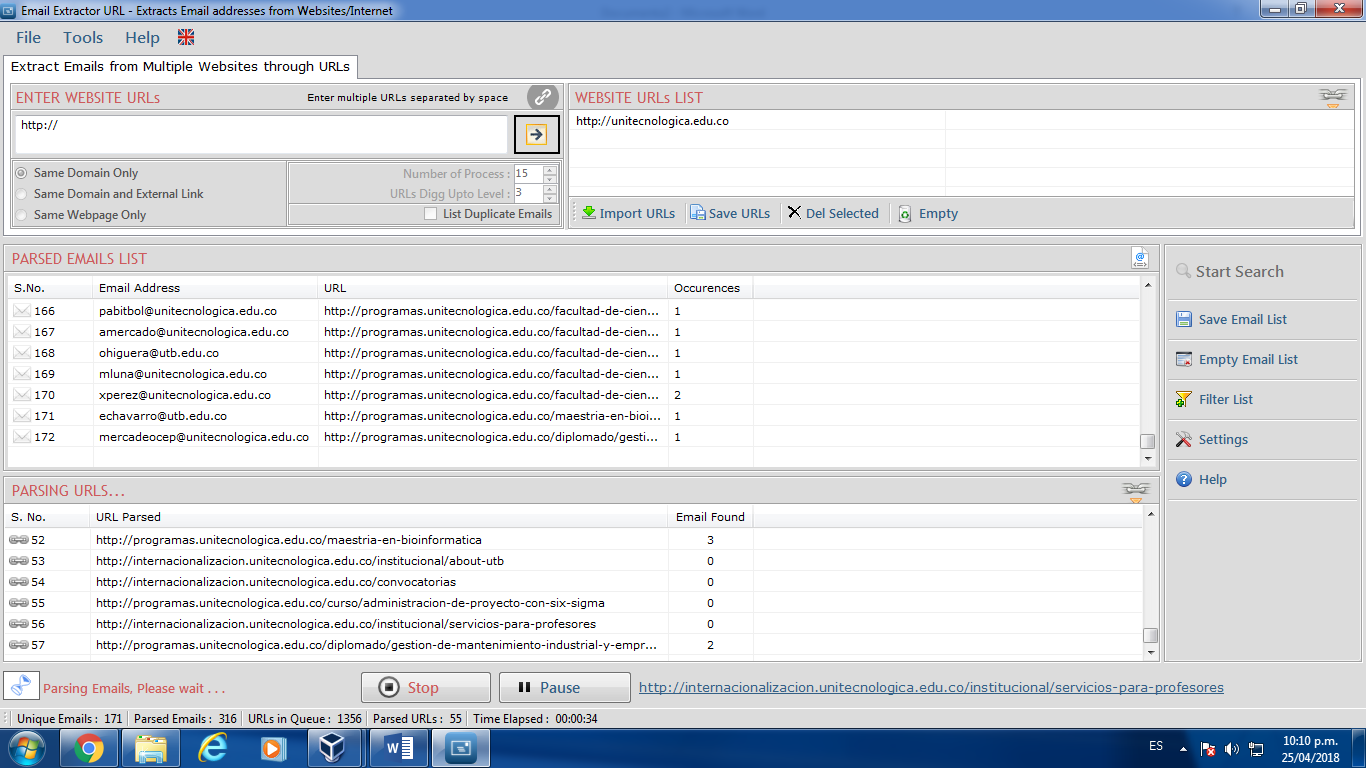 Email Extractor URL - Extracts Email addresses from Websites/Internet
File Tools Help
Extract Emails from Multiple Websites through URLs
ENTER WEBSITE URLs Enter multiple URLs separated by space
http://
Same Domain Only
Same Domain and External Link
Same Webpage Only
Number of Process : 15
URLs Digg Upto Level : 3
List Duplicate Emails
WEBSITE URLs LIST
http://unitecnologica.edu.co
Import URLs Save URLs Del Selected Empty
PARSED EMAILS LIST
S.No. Email Address URL Occurences
166 pabitbol@unitecnologica.edu.co http://programas.unitecnologica.edu.co/facultad-de-cien... 1
167 amercado@unitecnologica.edu.co http://programas.unitecnologica.edu.co/facultad-de-cien... 1
168 ohiguera@utb.edu.co http://programas.unitecnologica.edu.co/facultad-de-cien... 1
169 mluna@unitecnologica.edu.co http://programas.unitecnologica.edu.co/facultad-de-cien... 1
170 xperez@unitecnologica.edu.co http://programas.unitecnologica.edu.co/facultad-de-cien... 2
171 echavarro@utb.edu.co http://programas.unitecnologica.edu.co/maestria-en-bioi... 1
172 mercadeocep@unitecnologica.edu.co http://programas.unitecnologica.edu.co/diplomado/gesti... 1
Start Search
Save Email List
Empty Email List
Filter List
Settings
Help
PARSING URLS...
S. No. URL Parsed Email Found
52 http://programas.unitecnologica.edu.co/maestria-en-bioinformatica 3
53 http://internacionalizacion.unitecnologica.edu.co/institucional/about-utb 0
54 http://internacionalizacion.unitecnologica.edu.co/convocatorias 0
55 http://programas.unitecnologica.edu.co/curso/administracion-de-proyecto-con-six-sigma 0
56 http://internacionalizacion.unitecnologica.edu.co/institucional/servicios-para-profesores 0
57 http://programas.unitecnologica.edu.co/diplomado/gestion-de-mantenimiento-industrial-y-empr... 2
Parsing Emails, Please wait . . . Stop Pause http://internacionalizacion.unitecnologica.edu.co/institucional/servicios-para-profesores
Unique Emails : 171 Parsed Emails : 316 URLs in Queue : 1356 Parsed URLs : 55 Time Elapsed : 00:00:34
ES 10:10 p.m.
25/04/2018